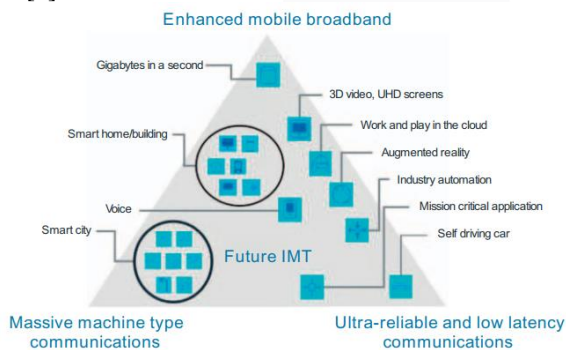 Enhanced mobile broadband
Gigabytes in a second
3D video, UHD screens
Smart home/building
Work and play in the cloud
Augmented reality
Industry automation
Voice
Mission critical application
Smart city
Self driving car
Future IMT
Massive machine type
communications
Ultra-reliable and low latency
communications